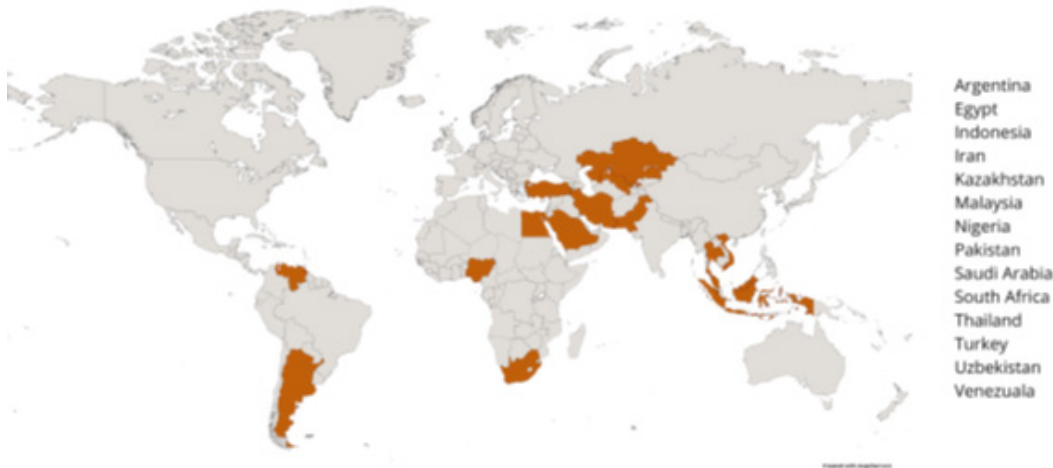 Argentina
Egypt
Indonesia
Iran
Kazakhstan
Malaysia
Nigeria
Pakistan
Saudi Arabia
South Africa
Thailand
Turkey
Uzbekistan
Venezuala